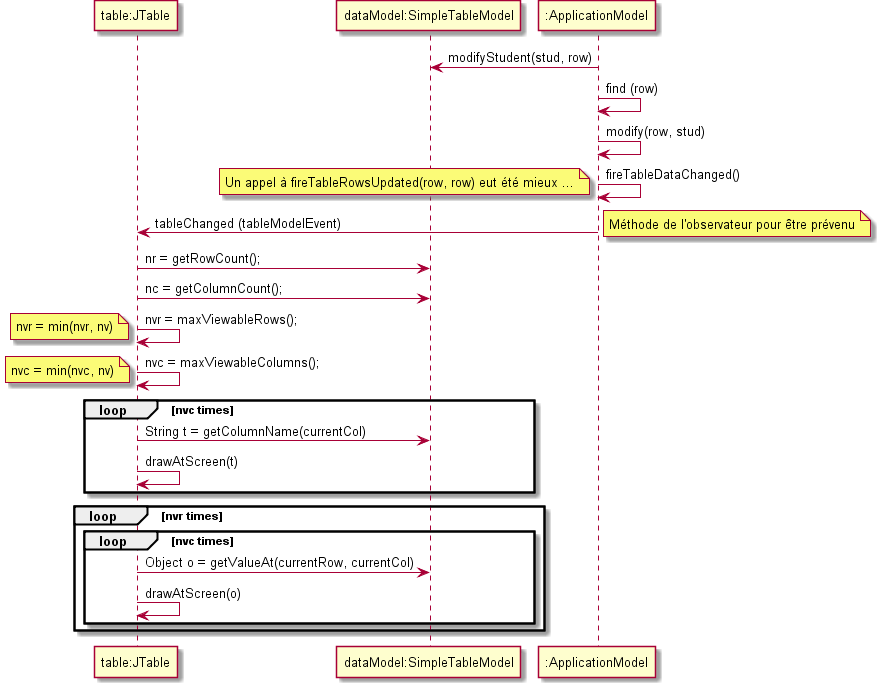 table:JTable
dataModel:SimpleTableModel
:ApplicationModel
modifyStudent(stud, row)
find (row)
modify(row, stud)
fireTableDataChanged()
Un appel à fireTableRowsUpdated(row, row) eut été mieux ...
tableChanged (tableModelEvent)
Méthode de l'observateur pour être prévenu
nr = getRowCount();
nc = getColumnCount();
nvr = maxViewableRows();
nvr = min(nvr, nv)
nvc = maxViewableColumns();
nvc = min(nvc, nv)
loop [nvc times]
String t = getColumnName(currentCol)
drawAtScreen(t)
loop [nvr times]
loop [nvc times]
Object o = getValueAt(currentRow, currentCol)
drawAtScreen(o)
table:JTable
dataModel:SimpleTableModel
:ApplicationModel